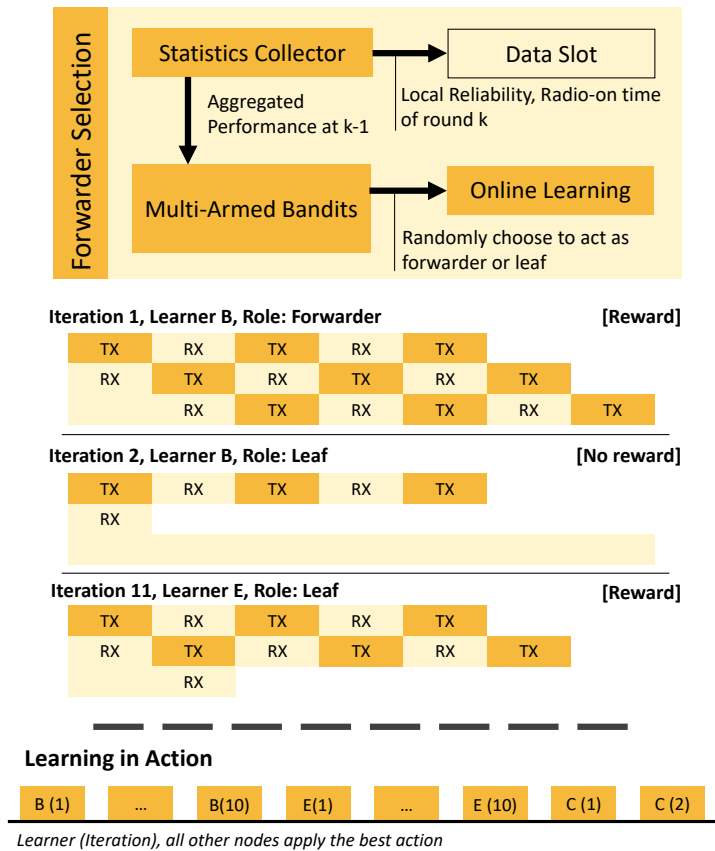 Forwarder Selection
Statistics Collector
Data Slot
Aggregated
Performance at k-1
Local Reliability, Radio-on time
of round k
Multi-Armed Bandits
Online Learning
Randomly choose to act as
forwarder or leaf
Iteration 1, Learner B, Role: Forwarder [Reward]
TX RX TX RX TX
RX TX RX TX RX TX
RX TX RX TX RX TX
Iteration 2, Learner B, Role: Leaf [No reward]
TX RX TX RX TX
RX
Iteration 11, Learner E, Role: Leaf [Reward]
TX RX TX RX TX
RX TX RX TX RX TX
RX
Learning in Action
B (1) ... B(10) E(1) ... E (10) C (1) C (2)
Learner (Iteration), all other nodes apply the best action